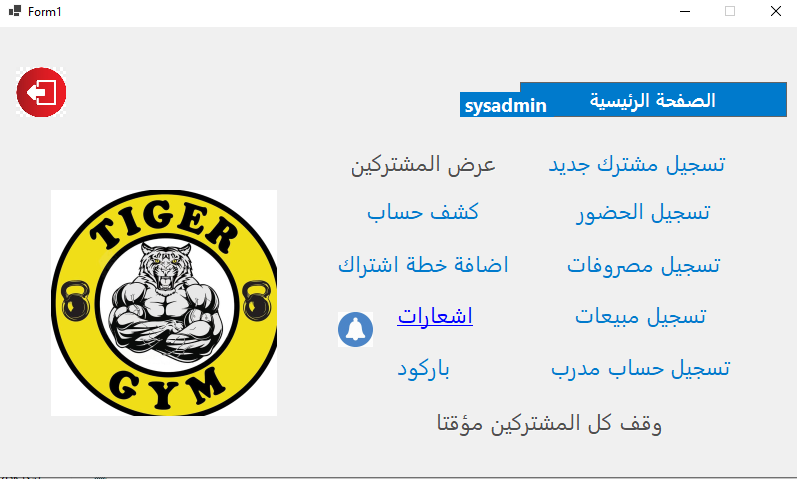 Form1
الصفحة الرئيسية
sysadmin
تسجيل مشترك جديد
عرض المشتركين
تسجيل الحضور
كشف حساب
تسجيل مصروفات
اضافة خطة اشتراك
تسجيل مبيعات
اشعارات
تسجيل حساب مدرب
باركود
وقف كل المشتركين مؤقتا
TIGER
GYM